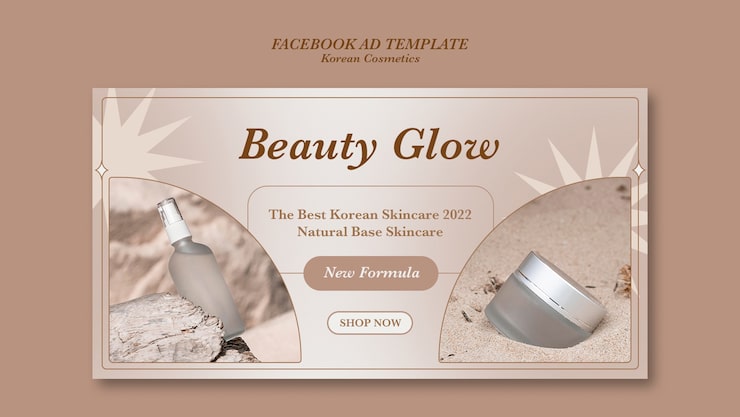 FACEBOOK AD TEMPLATE
Korean Cosmetics
Beauty Glow
The Best Korean Skincare 2022
Natural Base Skincare
New Formula
SHOP NOW